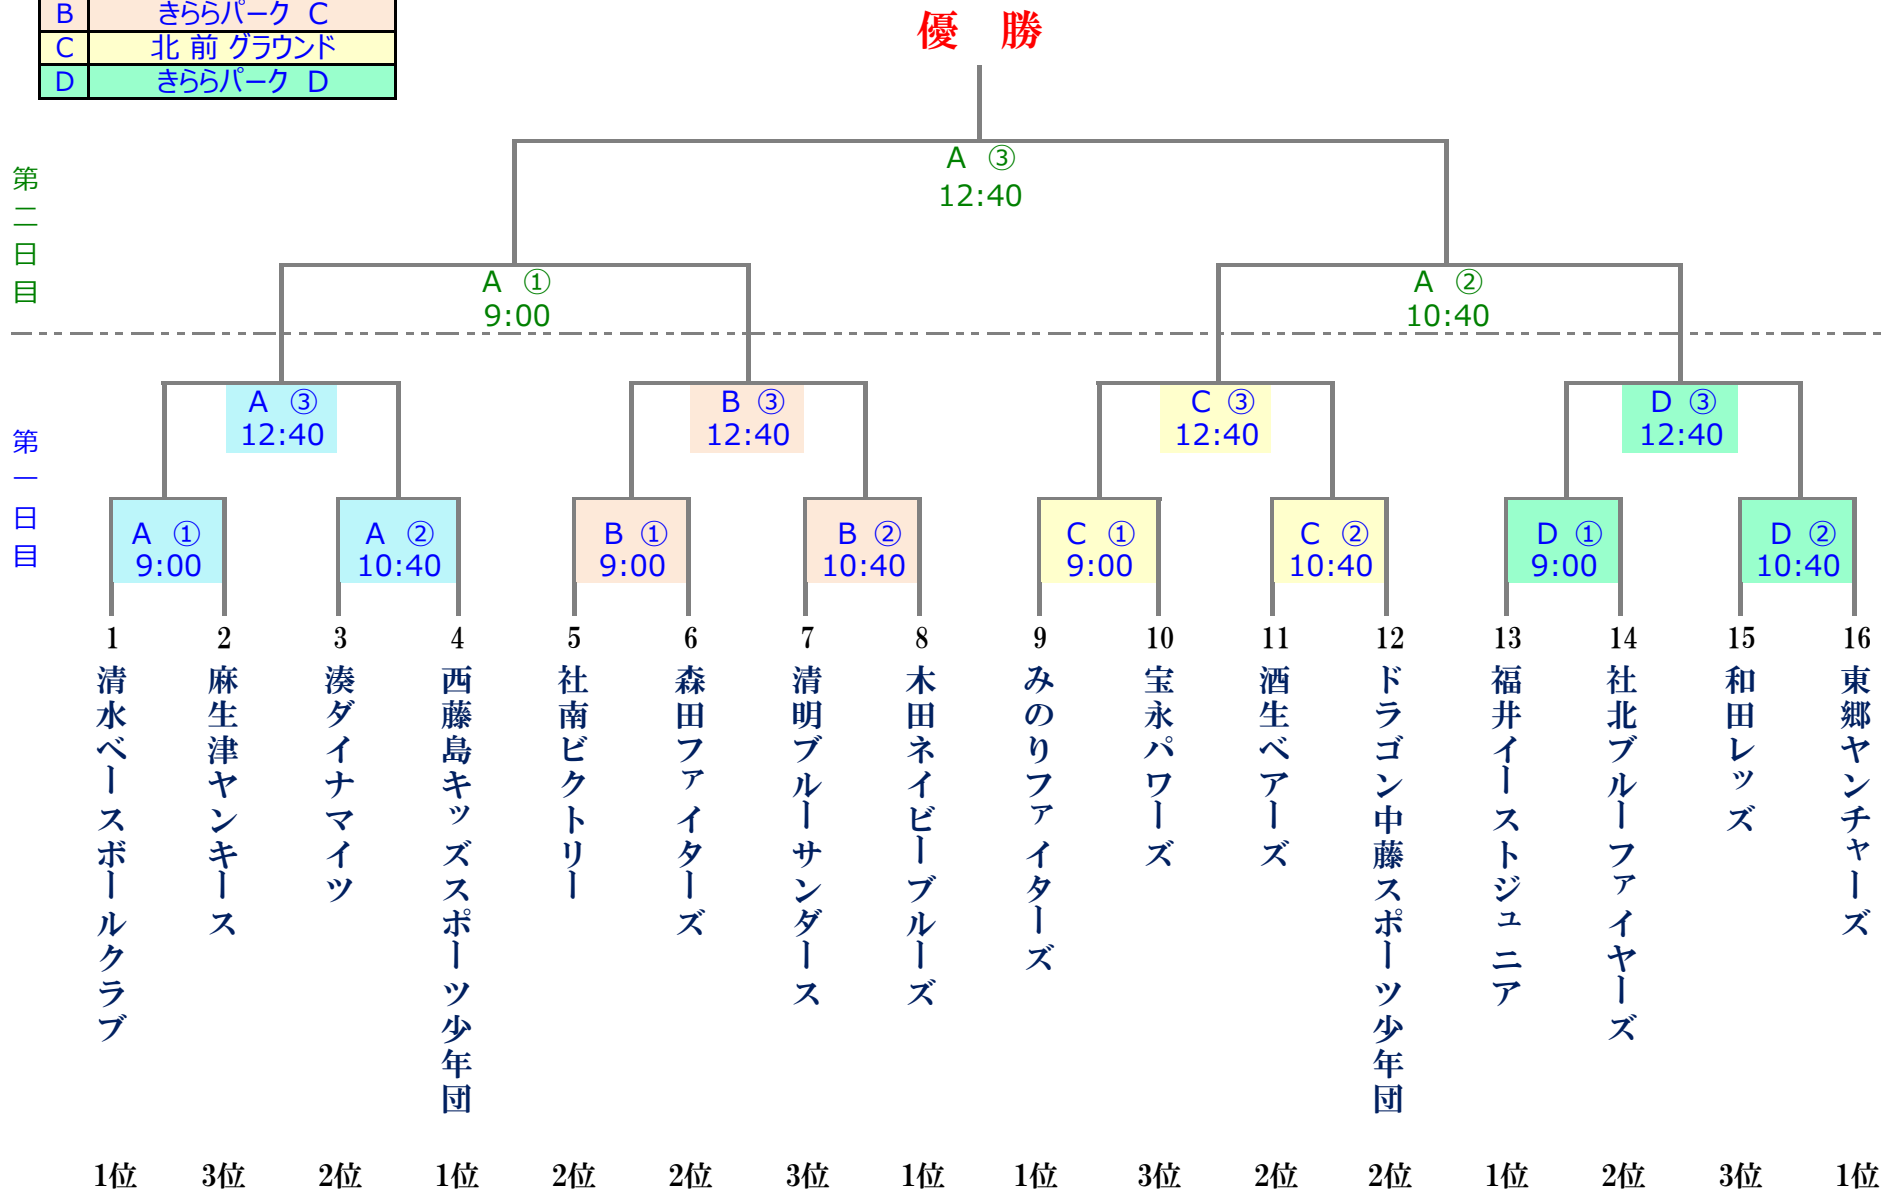 B きららパーク C
C 北 前 グラウンド
D きららパーク D
優 勝
第二日目
A ③
12:40
A ①
9:00
A ②
10:40
第一日目
A ③
12:40
B ③
12:40
C ③
12:40
D ③
12:40
A ①
9:00
A ②
10:40
B ①
9:00
B ②
10:40
C ①
9:00
C ②
10:40
D ①
9:00
D ②
10:40
1 清水ベースボールクラブ 1位
2 麻生津ヤンキース 3位
3 湊ダイナマイツ 2位
4 西藤島キッズスポーツ少年団 1位
5 社南ビクトリー 2位
6 森田ファイターズ 2位
7 清明ブルーサンダース 3位
8 木田ネイビーブルーズ 1位
9 みのりファイターズ 1位
10 宝永パワーズ 3位
11 酒生ベアーズ 2位
12 ドラゴン中藤スポーツ少年団 2位
13 福井イーストジュニア 1位
14 社北ブルーファイヤーズ 2位
15 和田レッズ 3位
16 東郷ヤンチャーズ 1位